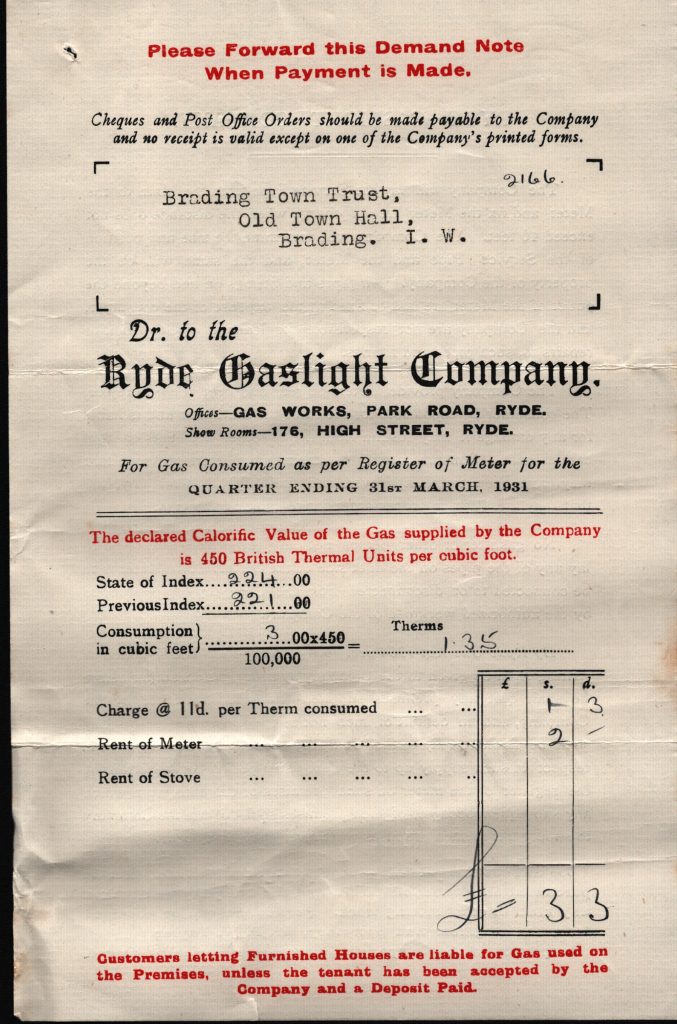 Please Forward this Demand Note
When Payment is Made.
Cheques and Post Office Orders should be made payable to the Company
and no receipt is valid except on one of the Company's printed forms.
2166.
Brading Town Trust,
Old Town Hall,
Brading. I. W.
Dr. to the
Ryde Gaslight Company.
Offices—GAS WORKS, PARK ROAD, RYDE.
Show Rooms—176, HIGH STREET, RYDE.
For Gas Consumed as per Register of Meter for the
QUARTER ENDING 31ST MARCH, 1931
The declared Calorific Value of the Gas supplied by the Company
is 450 British Thermal Units per cubic foot.
State of Index....224...00
Previous Index......221...00
Consumption in cubic feet} 3 00x450 / 100,000 = Therms 1.35
£ s. d.
Charge @ 11d. per Therm consumed ... ... 1 3
Rent of Meter ... ... ... ... ... 2 -
Rent of Stove ... ... ... ... ...
£ = 3 3
Customers letting Furnished Houses are liable for Gas used on
the Premises, unless the tenant has been accepted by the
Company and a Deposit Paid.